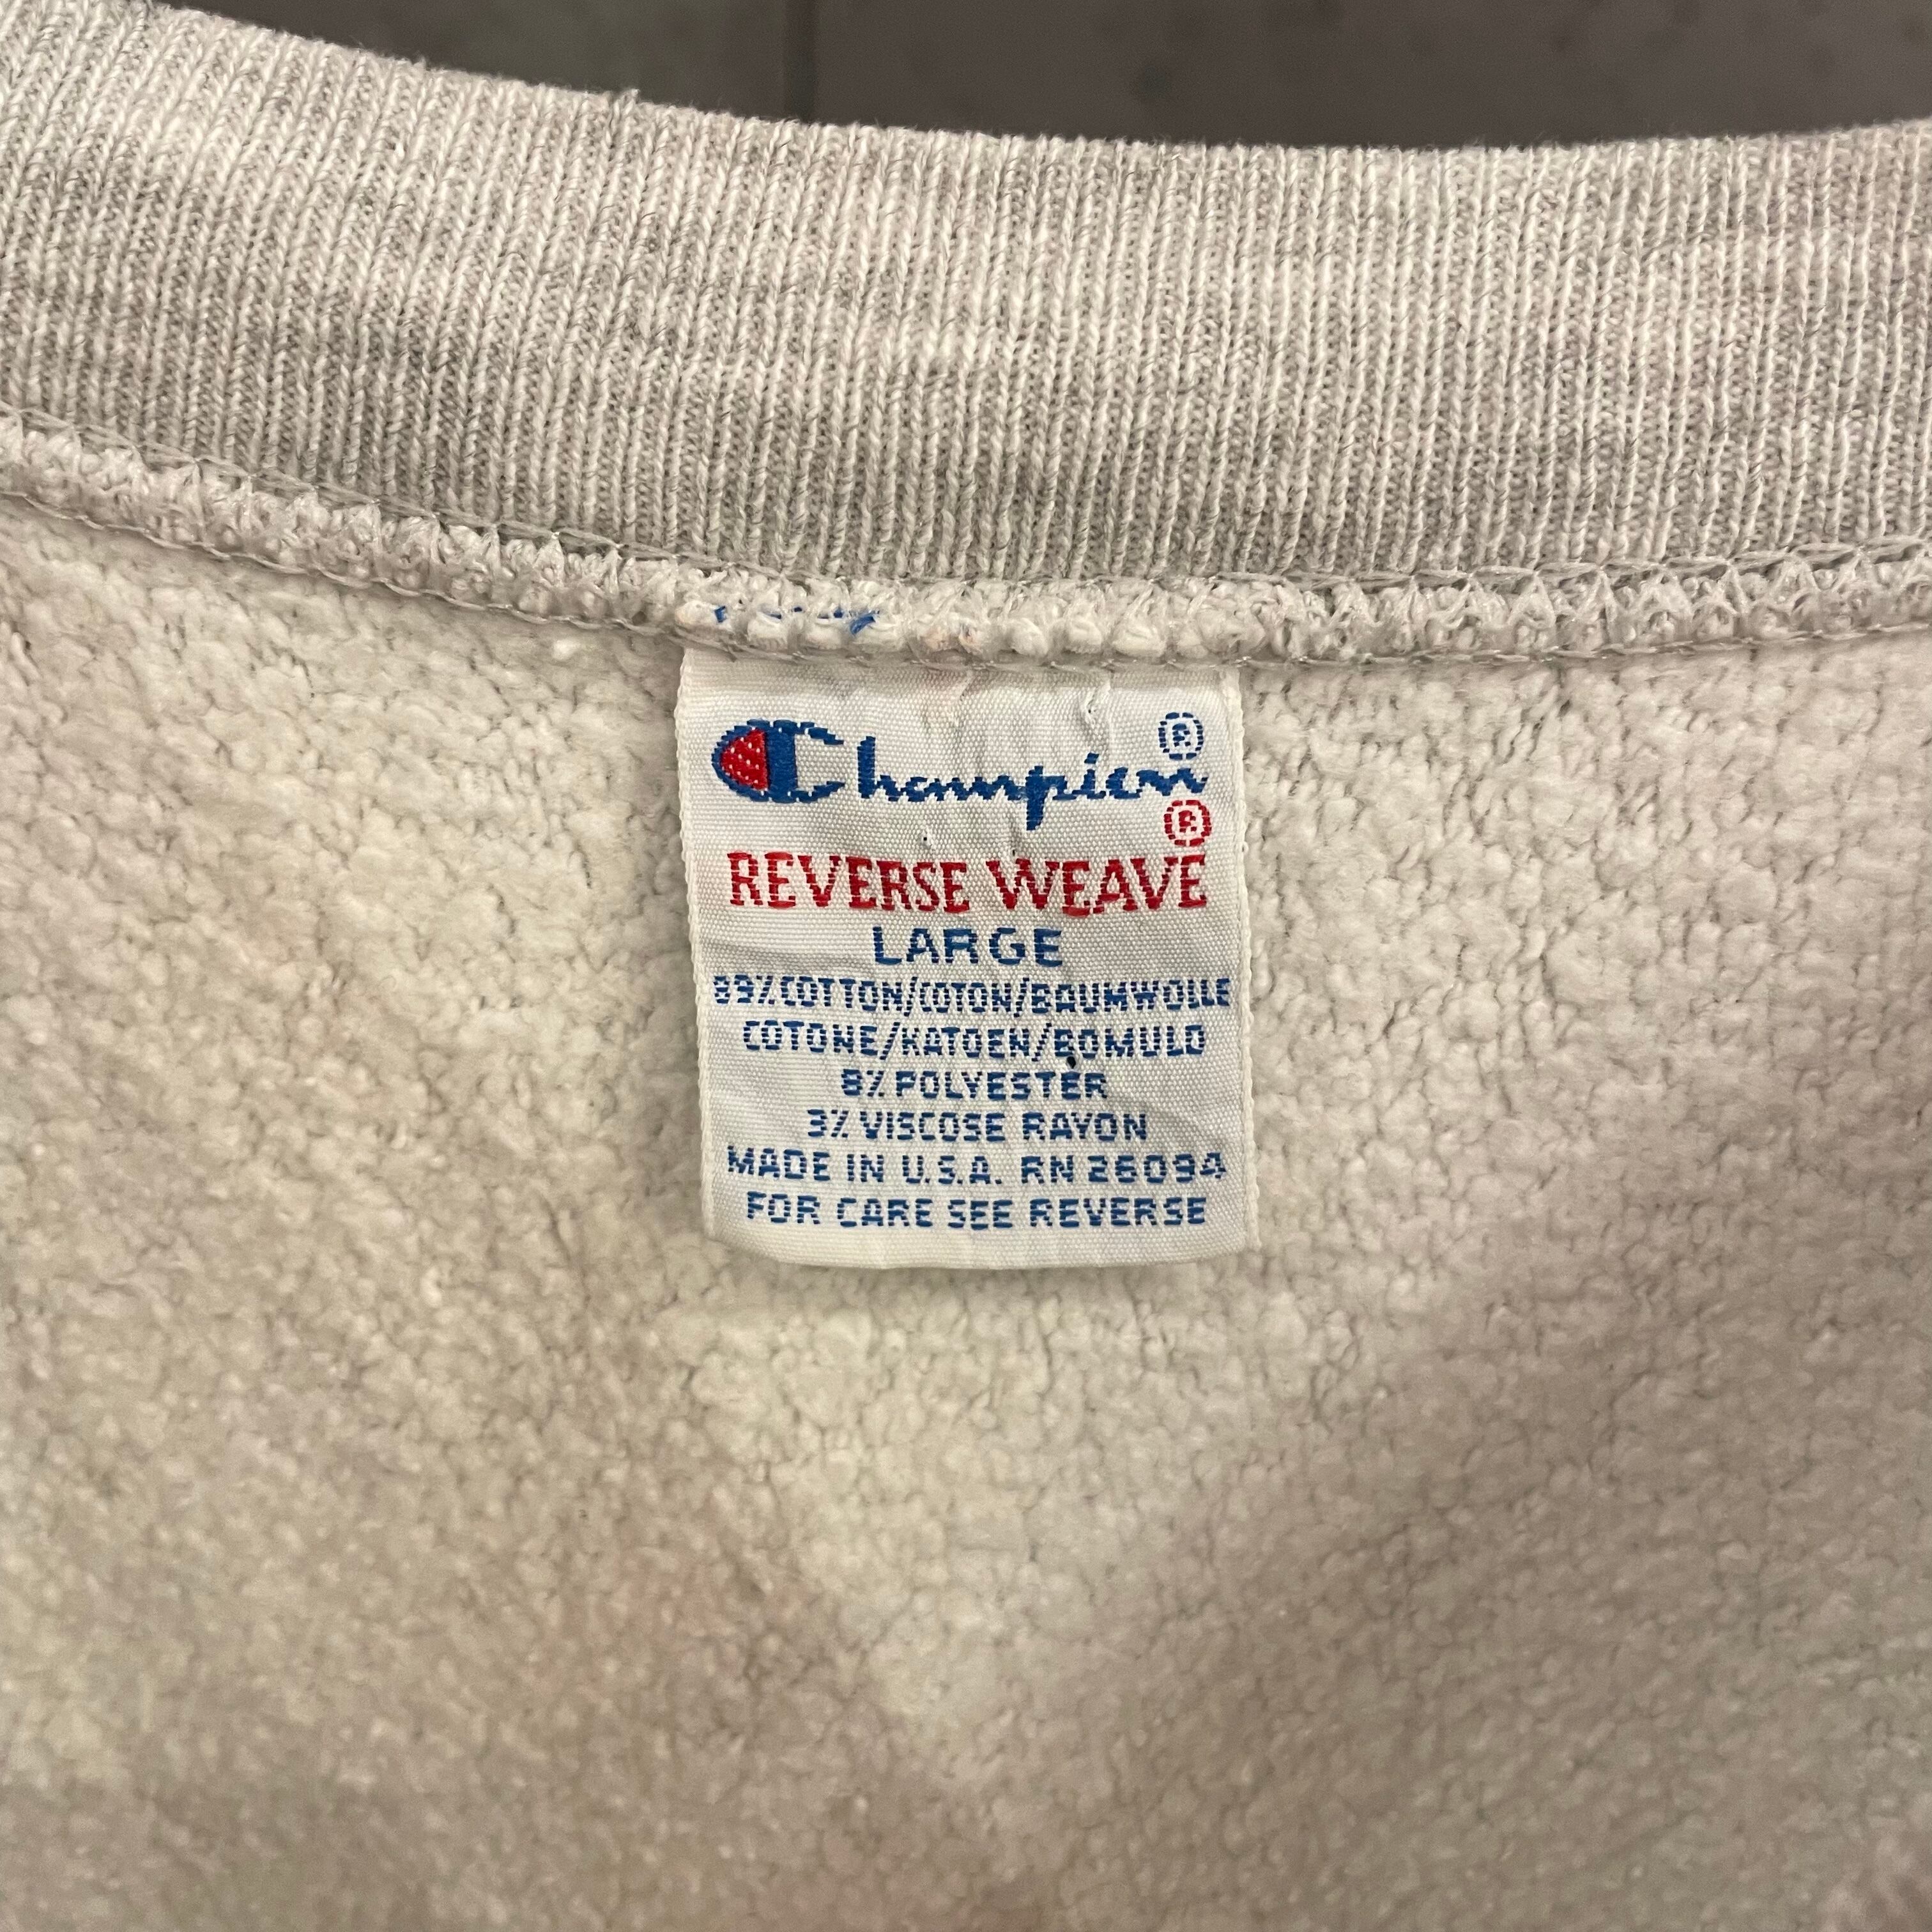 Champion®
®
REVERSE WEAVE
LARGE
89% COTTON/COTON/BAUMWOLLE
COTONE/KATOEN/BOMULD
8% POLYESTER
3% VISCOSE RAYON
MADE IN U.S.A. RN 26094
FOR CARE SEE REVERSE